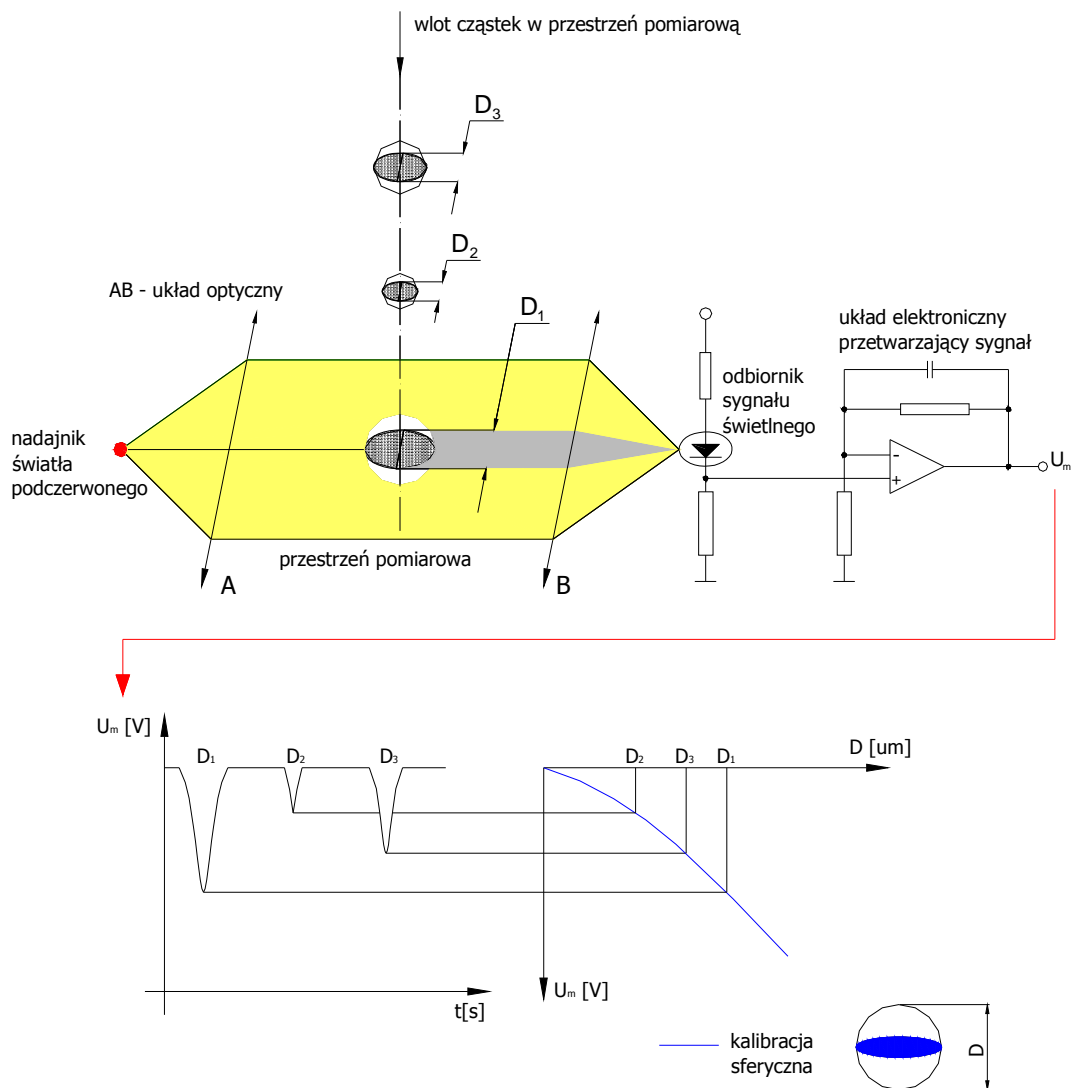 wlot cząstek w przestrzeń pomiarową
D3
D2
AB - układ optyczny
D1
układ elektroniczny
przetwarzający sygnał
odbiornik
sygnału
świetlnego
nadajnik
światła
podczerwonego
-
+
Um
przestrzeń pomiarowa
A
B
Um [V]
D1
D2
D3
D2
D3
D1
D [um]
t[s]
Um [V]
kalibracja
sferyczna
D